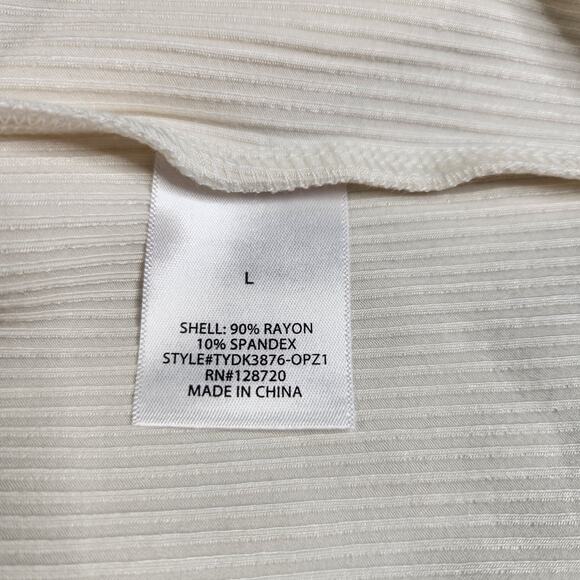 L
SHELL: 90% RAYON
10% SPANDEX
STYLE#TYDK3876-OPZ1
RN#128720
MADE IN CHINA